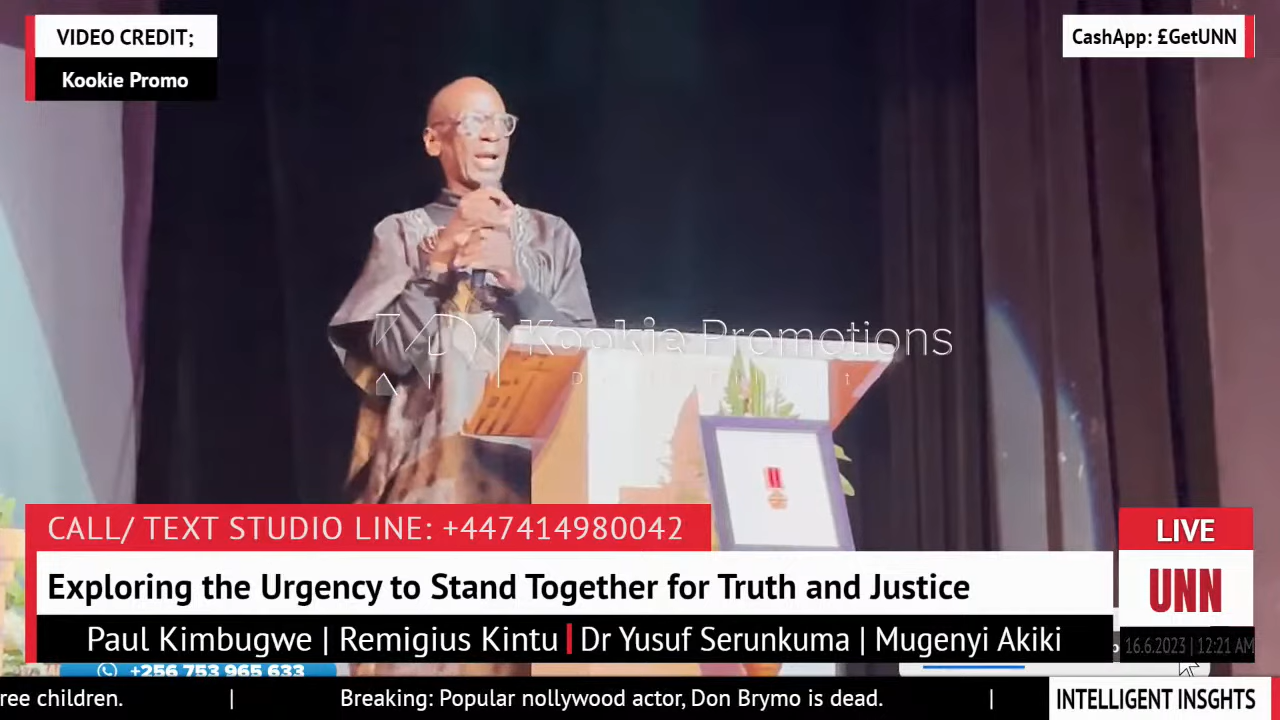 VIDEO CREDIT;
Kookie Promo
CashApp: £GetUNN
Kookie Promotions
CALL/ TEXT STUDIO LINE: +447414980042
LIVE
Exploring the Urgency to Stand Together for Truth and Justice
UNN
Paul Kimbugwe | Remigius Kintu | Dr Yusuf Serunkuma | Mugenyi Akiki
16.6.2023 | 12:21 AM
+256 753 965 633
ree children. | Breaking: Popular nollywood actor, Don Brymo is dead. |
INTELLIGENT INSGHTS